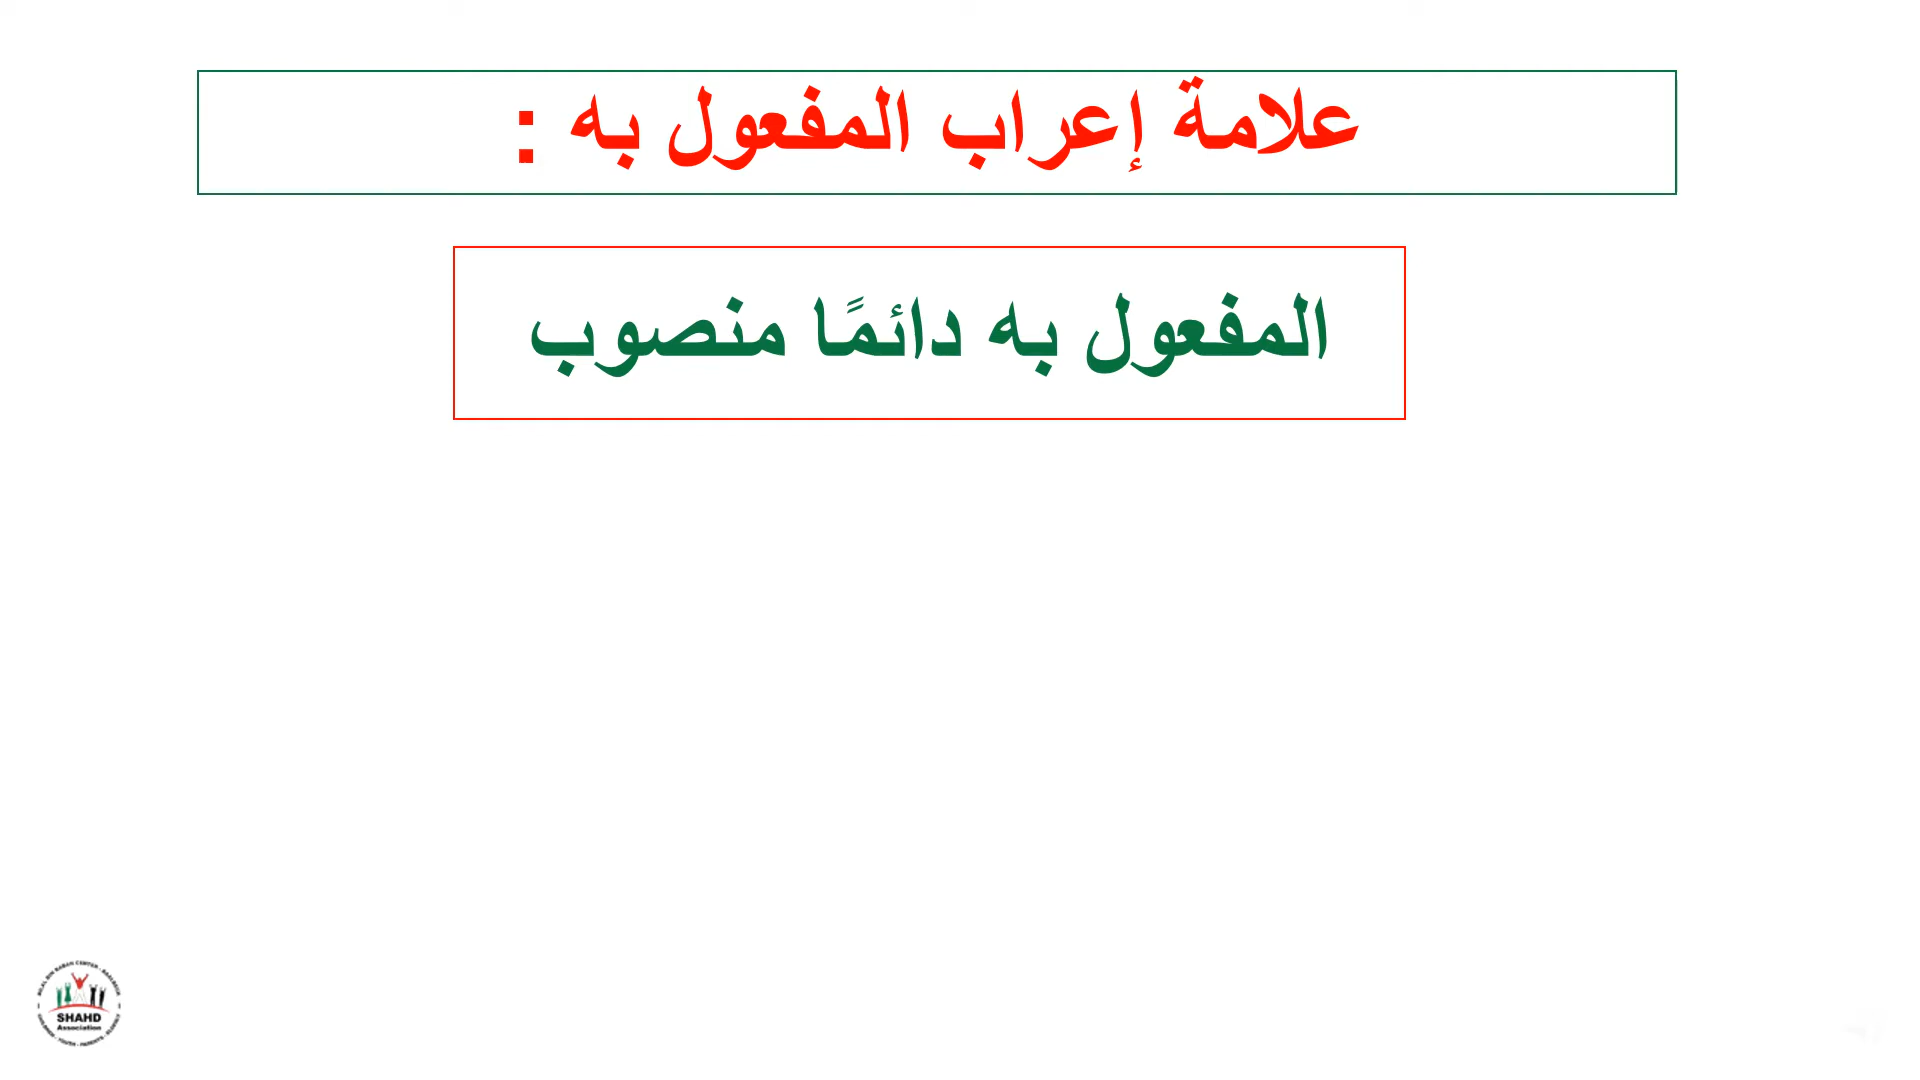 علامة إعراب المفعول به :
المفعول به دائمًا منصوب
SHAHD
Association